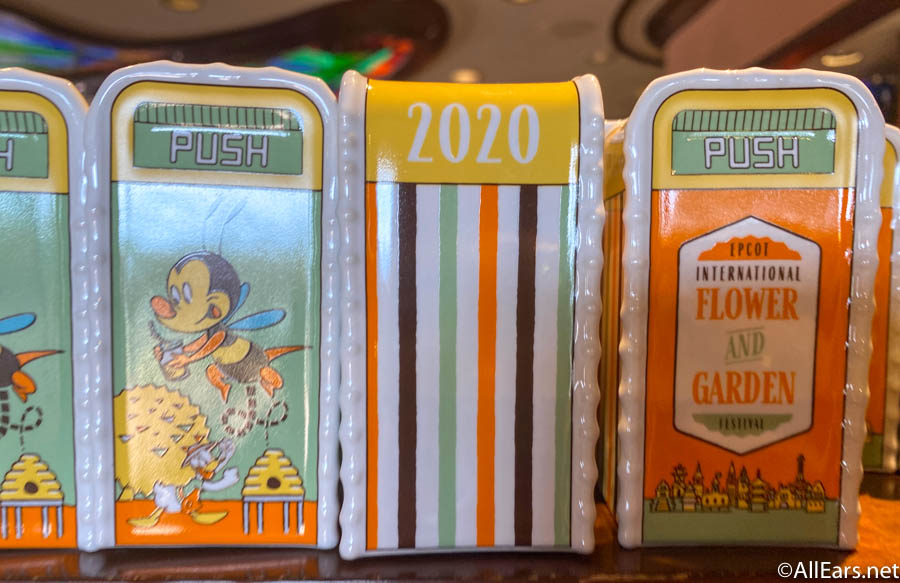 H
PUSH
2020
PUSH
EPCOT
INTERNATIONAL
FLOWER
AND
GARDEN
FESTIVAL
©AllEars.net